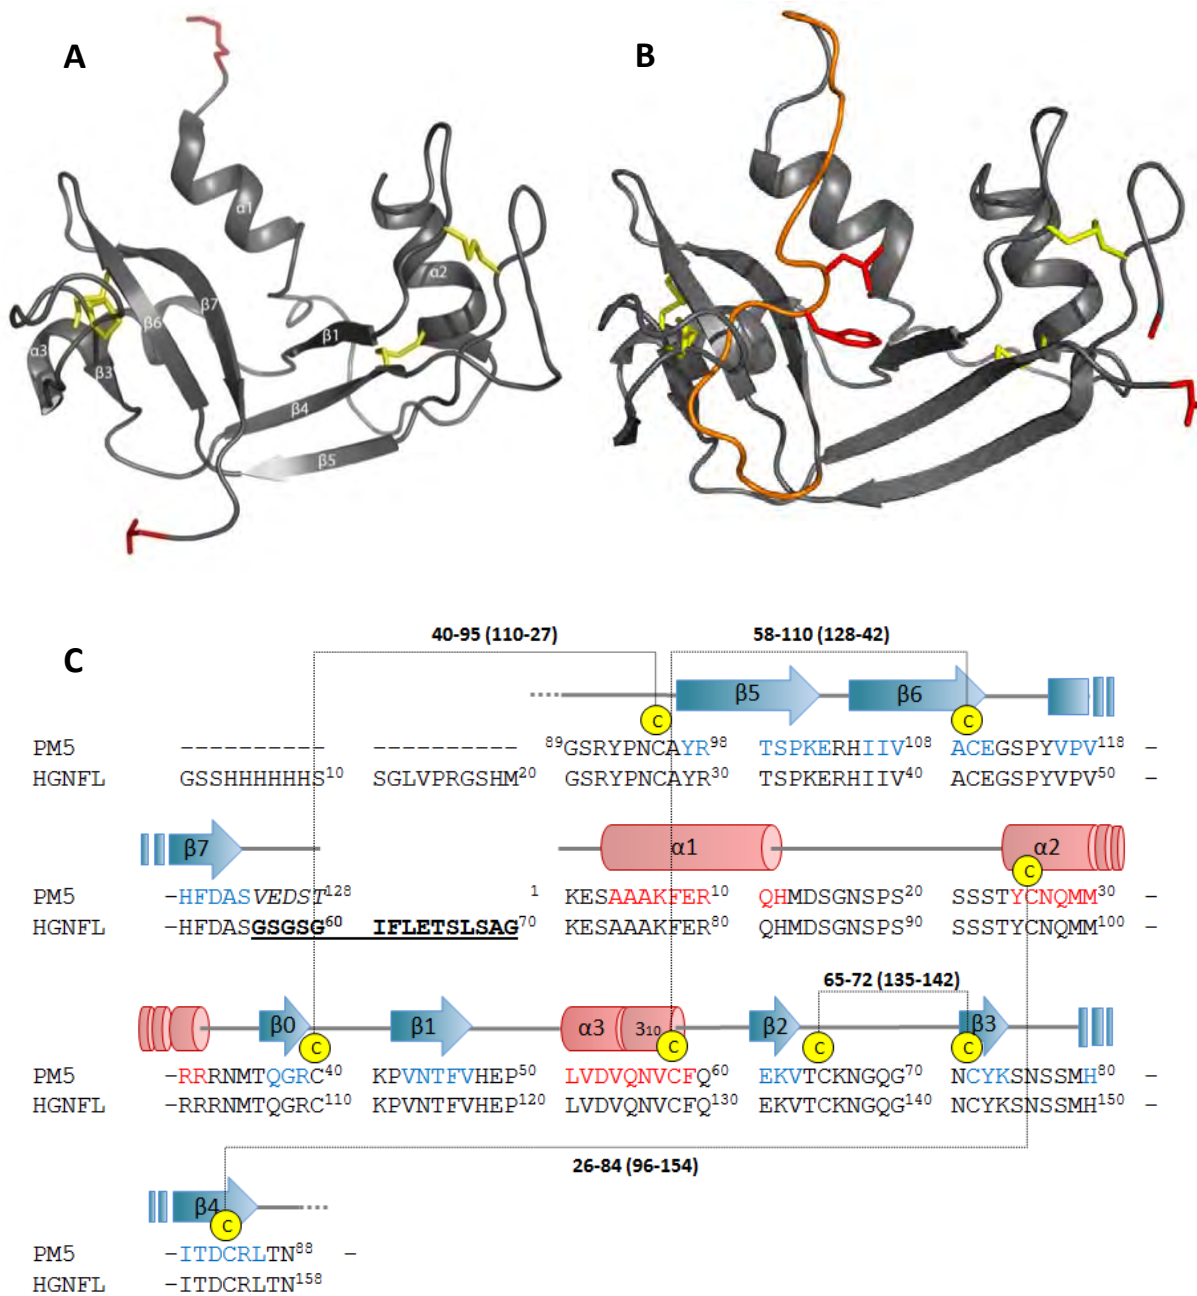 A
B
α1
α2
β7
β6
β1
α3
β3
β4
β5
C
40-95 (110-27)
58-110 (128-42)
β5
β6
C
C
PM5 ---------- ---------- 89GSRYPNCAYR98 TSPKERHIIV108 ACEGSPYVPV118 –
HGNFL GSSHHHHHHS10 SGLVPRGSHM20 GSRYPNCAYR30 TSPKERHIIV40 ACEGSPYVPV50 –
β7
α1
α2
C
PM5 –HFDASVEDST128 1 KESAAAKFER10 QHMDSGNSPS20 SSSTYCNQMM30
HGNFL –HFDASGSGSG60 IFLETSLSAG70 KESAAAKFER80 QHMDSGNSPS90 SSSTYCNQMM100
65-72 (135-142)
β0
β1
α3
310
β2
β3
C
C
C
C
PM5 –RRRNMTQGRC40 KPVNTFVHEP50 LVDVQNVCFQ60 EKVTCKNGQG70 NCYKSNSSMH80
HGNFL –RRRNMTQGRC110 KPVNTFVHEP120 LVDVQNVCFQ130 EKVTCKNGQG140 NCYKSNSSMH150 –
26-84 (96-154)
β4
C
PM5 –ITDCRLTN88 –
HGNFL –ITDCRLTN158